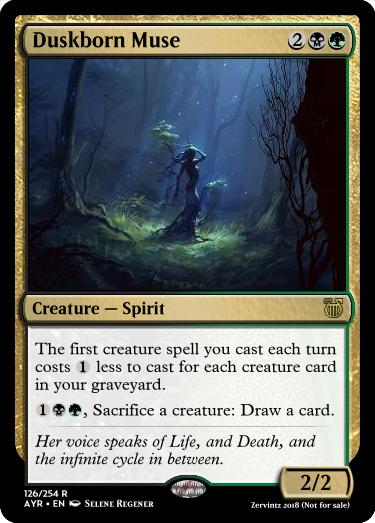 Duskborn Muse 2
Creature — Spirit
The first creature spell you cast each turn
costs 1 less to cast for each creature card
in your graveyard.
1, Sacrifice a creature: Draw a card.
Her voice speaks of Life, and Death, and
the infinite cycle in between.
2/2
126/254 R
AYR • EN Selene Regener
Zervintz 2018 (Not for sale)